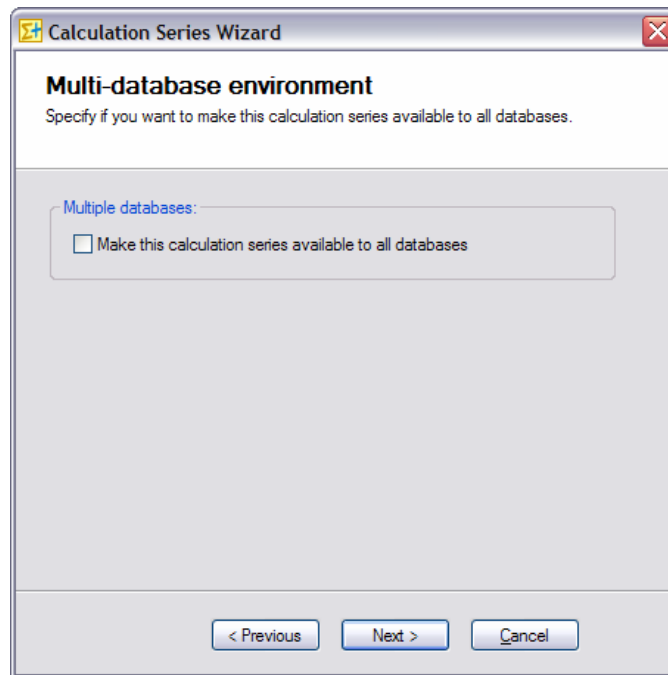 Calculation Series Wizard
Multi-database environment
Specify if you want to make this calculation series available to all databases.
Multiple databases:
Make this calculation series available to all databases
< Previous
Next >
Cancel